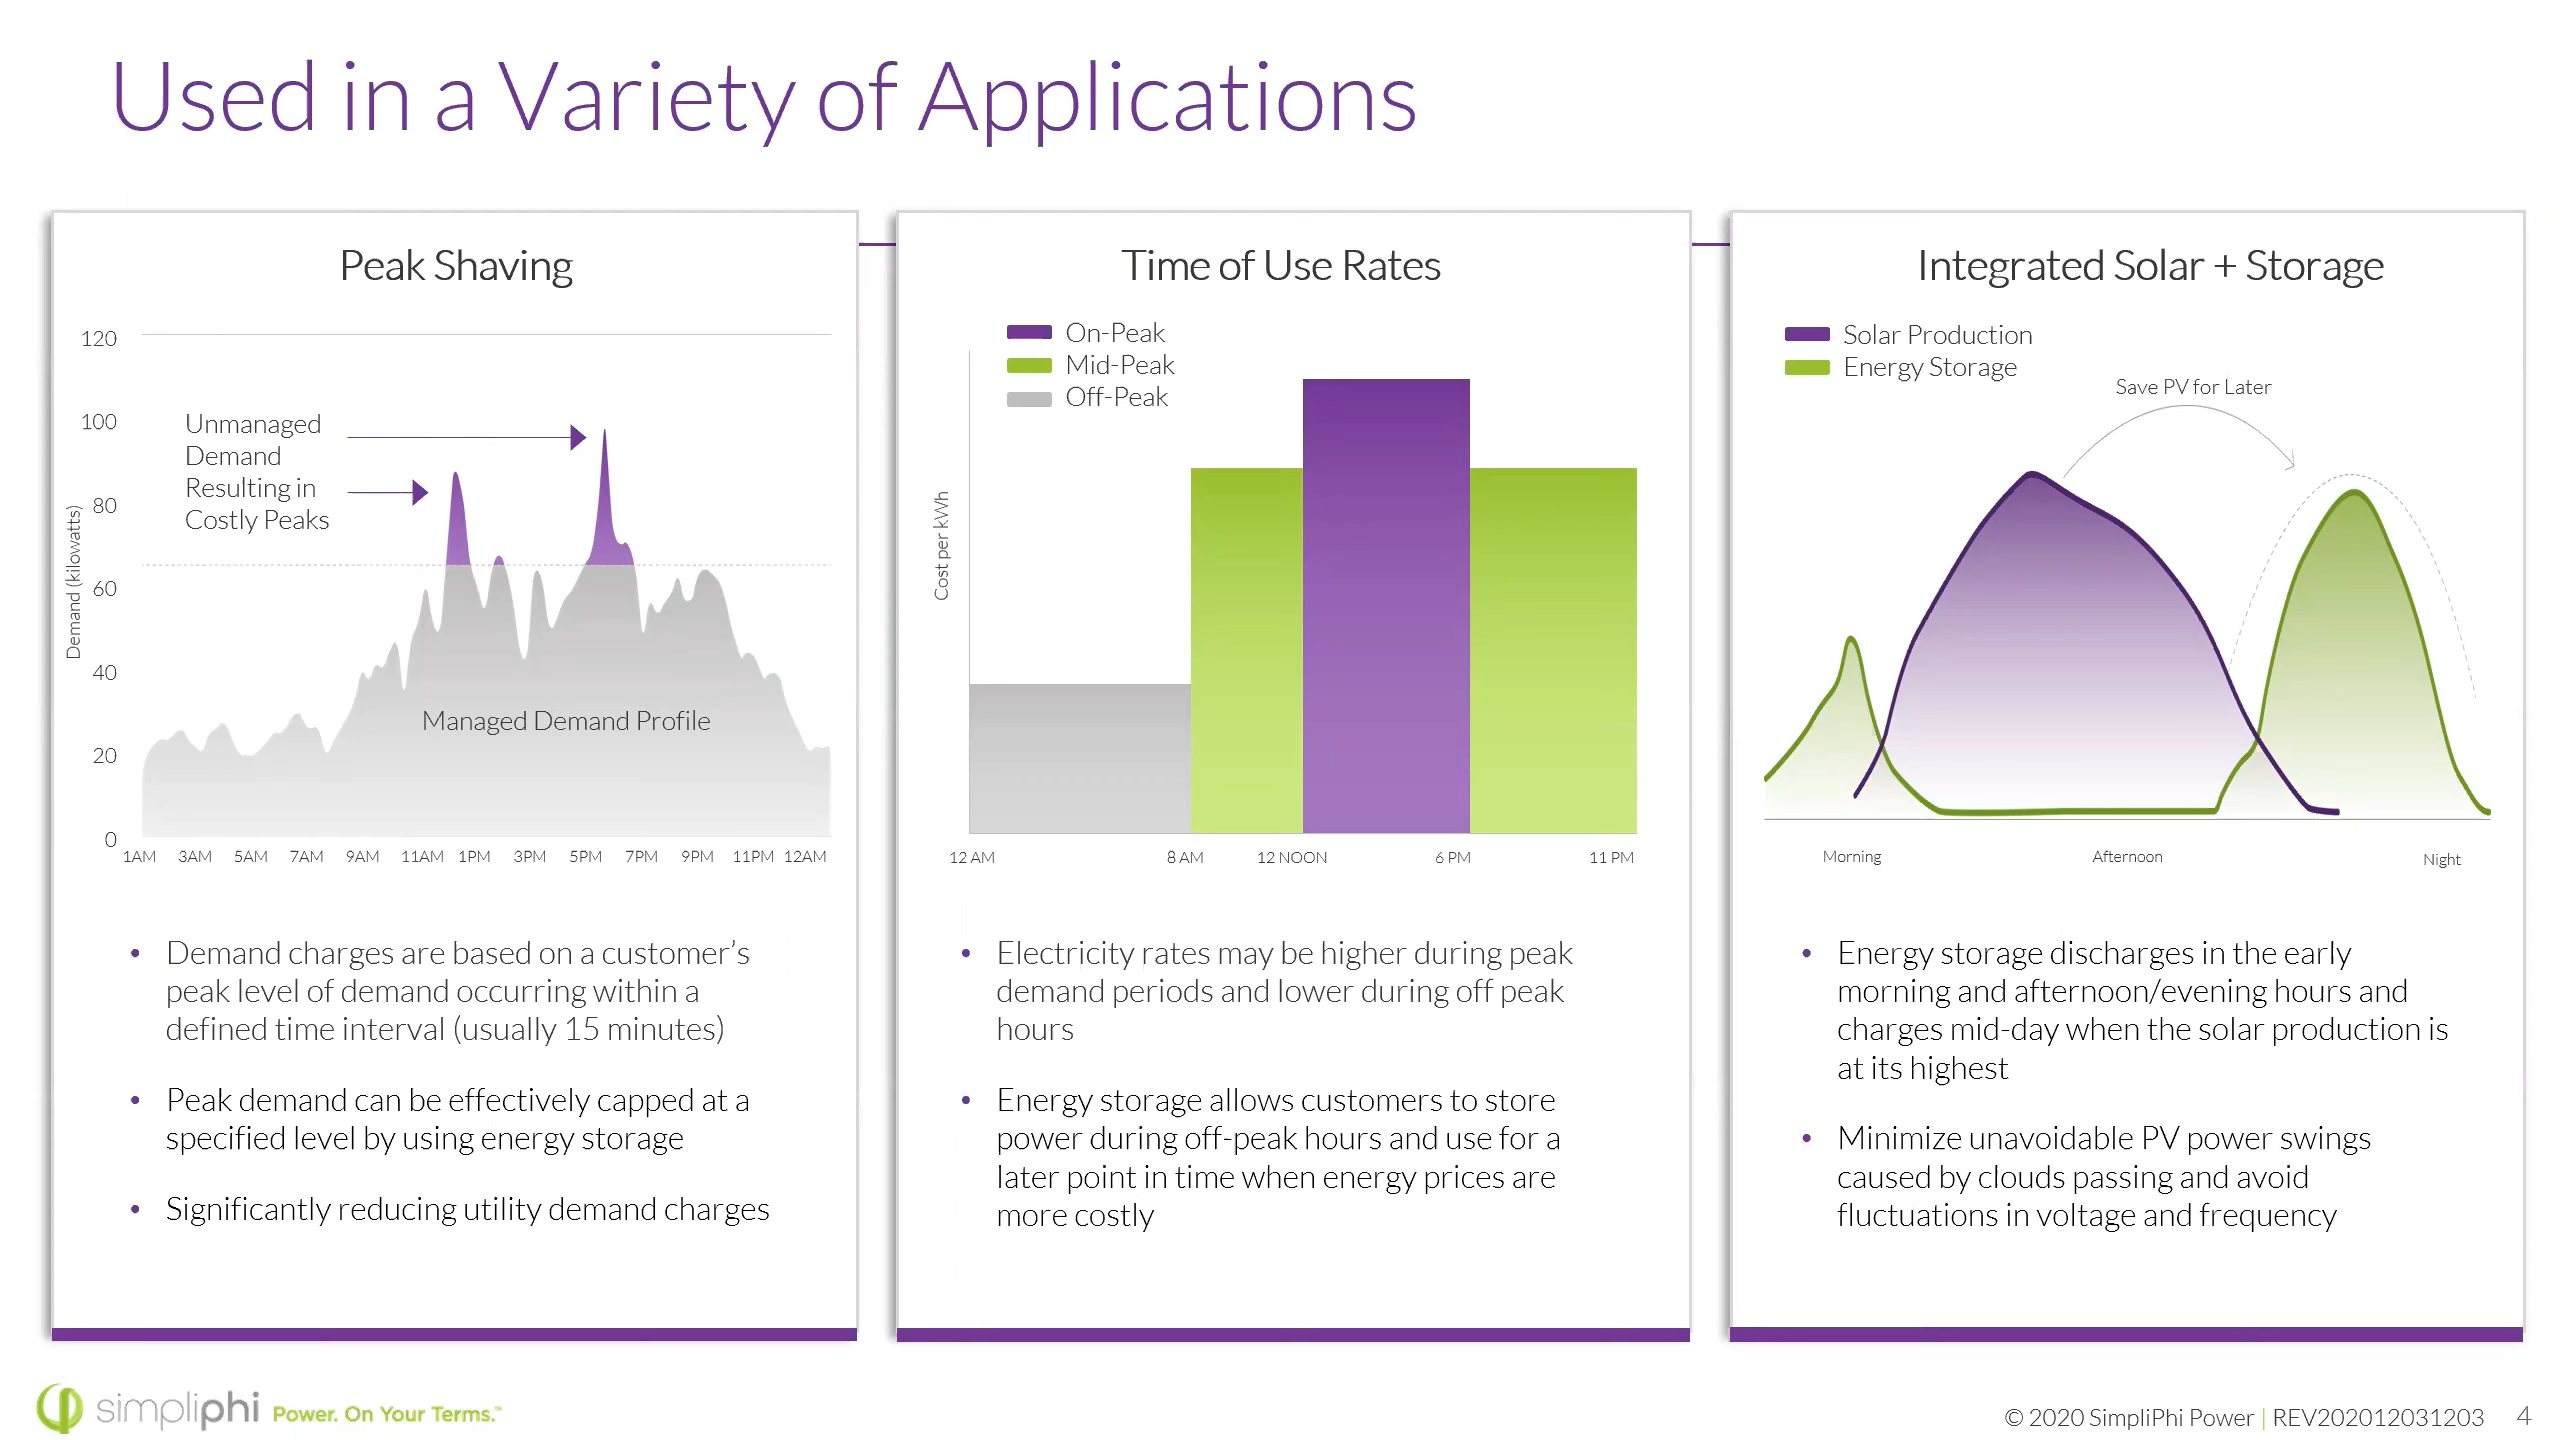 Used in a Variety of Applications
Peak Shaving
120
100
80
60
40
20
0
Demand (kilowatts)
Unmanaged
Demand
Resulting in
Costly Peaks
Managed Demand Profile
1AM 3AM 5AM 7AM 9AM 11AM 1PM 3PM 5PM 7PM 9PM 11PM 12AM
• Demand charges are based on a customer’s
peak level of demand occurring within a
defined time interval (usually 15 minutes)
• Peak demand can be effectively capped at a
specified level by using energy storage
• Significantly reducing utility demand charges
Time of Use Rates
On-Peak
Mid-Peak
Off-Peak
Cost per kWh
12 AM 8 AM 12 NOON 6 PM 11 PM
• Electricity rates may be higher during peak
demand periods and lower during off peak
hours
• Energy storage allows customers to store
power during off-peak hours and use for a
later point in time when energy prices are
more costly
Integrated Solar + Storage
Solar Production
Energy Storage
Save PV for Later
Morning Afternoon Night
• Energy storage discharges in the early
morning and afternoon/evening hours and
charges mid-day when the solar production is
at its highest
• Minimize unavoidable PV power swings
caused by clouds passing and avoid
fluctuations in voltage and frequency
simpliphi Power. On Your Terms.™
© 2020 SimpliPhi Power | REV202012031203 4